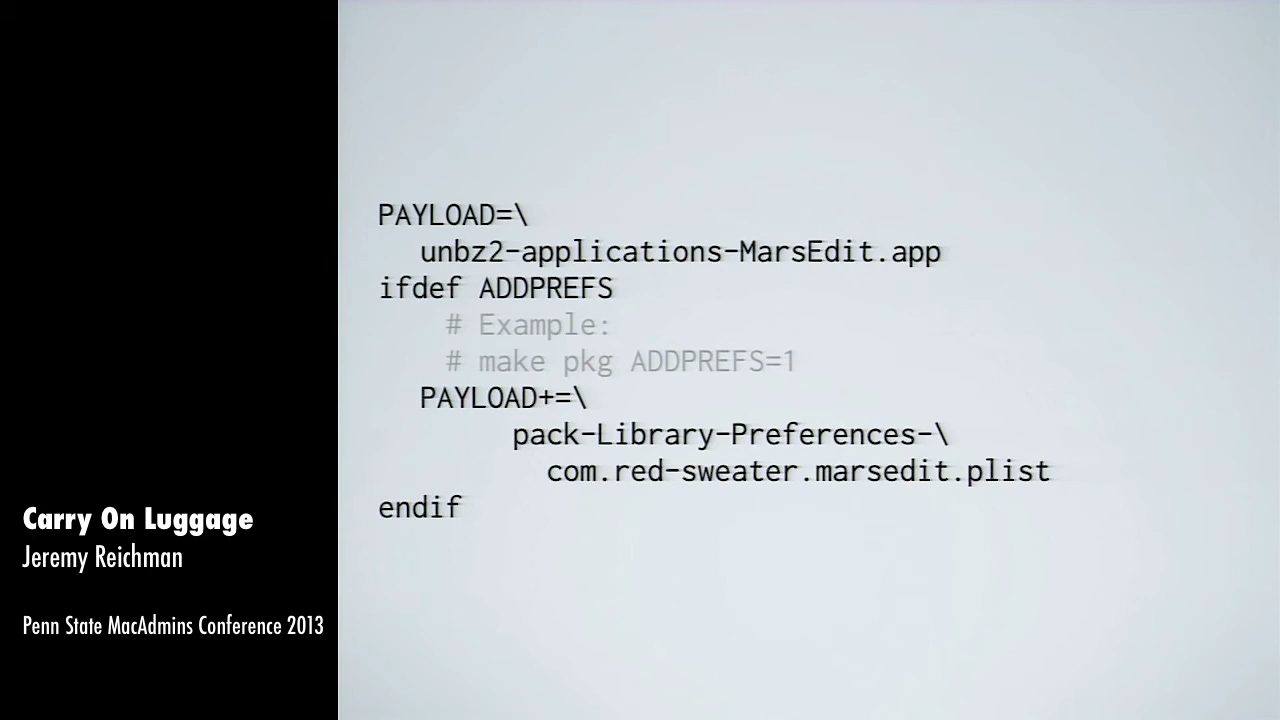 PAYLOAD=\
unbz2-applications-MarsEdit.app
ifdef ADDPREFS
# Example:
# make pkg ADDPREFS=1
PAYLOAD+=\
pack-Library-Preferences-\
com.red-sweater.marsedit.plist
endif
Carry On Luggage
Jeremy Reichman
Penn State MacAdmins Conference 2013